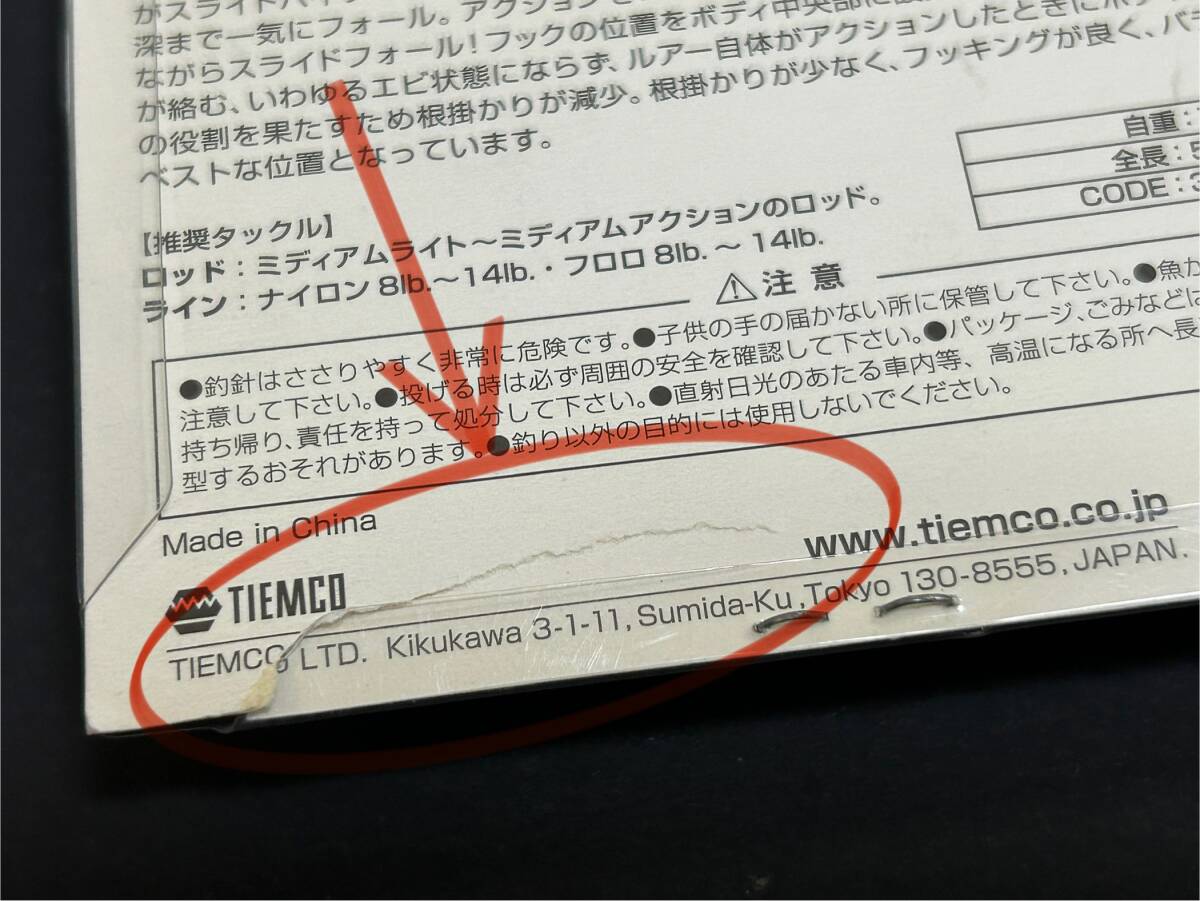 がスライド
深まで一気にフォール。アクション
ながらスライドフォール!フックの位置をボディ中央部に
が絡む、いわゆるエビ状態にならず、ルアー自体がアクションしたときにボ
の役割を果たすため根掛かりが減少。根掛かりが少なく、フッキングが良く、バ
ベストな位置となっています。
自重:
全長:5
CODE:3
【推奨タックル】
ロッド:ミディアムライト〜ミディアムアクションのロッド。
ライン:ナイロン 8lb.〜14lb.・フロロ 8lb.〜 14lb.
注 意
●釣針はささりやすく非常に危険です。●子供の手の届かない所に保管して下さい。●魚か
注意して下さい。●投げる時は必ず周囲の安全を確認して下さい。●パッケージ、ごみなどに
持ち帰り、責任を持って処分して下さい。●直射日光のあたる車内等、高温になる所へ長
型するおそれがあります。●釣り以外の目的には使用しないでください。
Made in China
TIEMCO
www.tiemco.co.jp
TIEMCO LTD. Kikukawa 3-1-11, Sumida-Ku, Tokyo 130-8555, JAPAN.